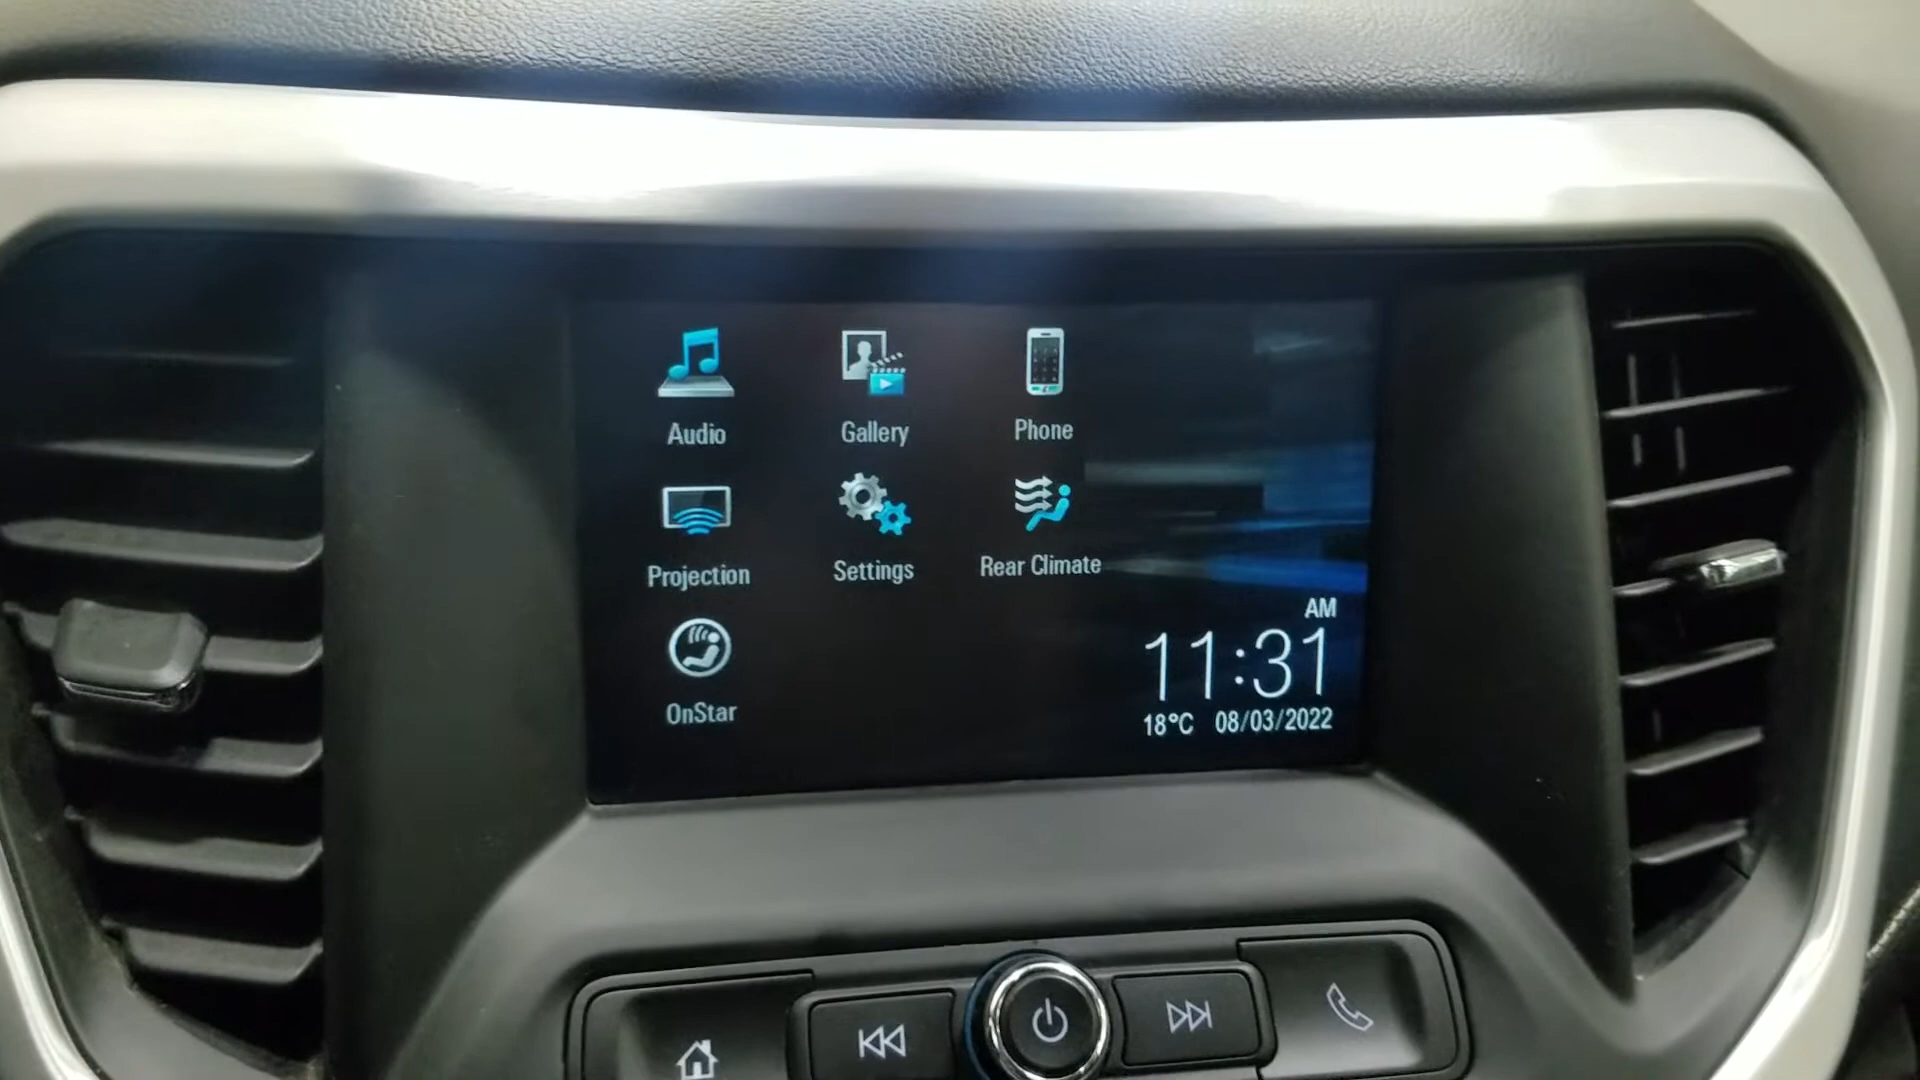 Audio
Gallery
Phone
Projection
Settings
Rear Climate
OnStar
AM
11:31
18°C 08/03/2022